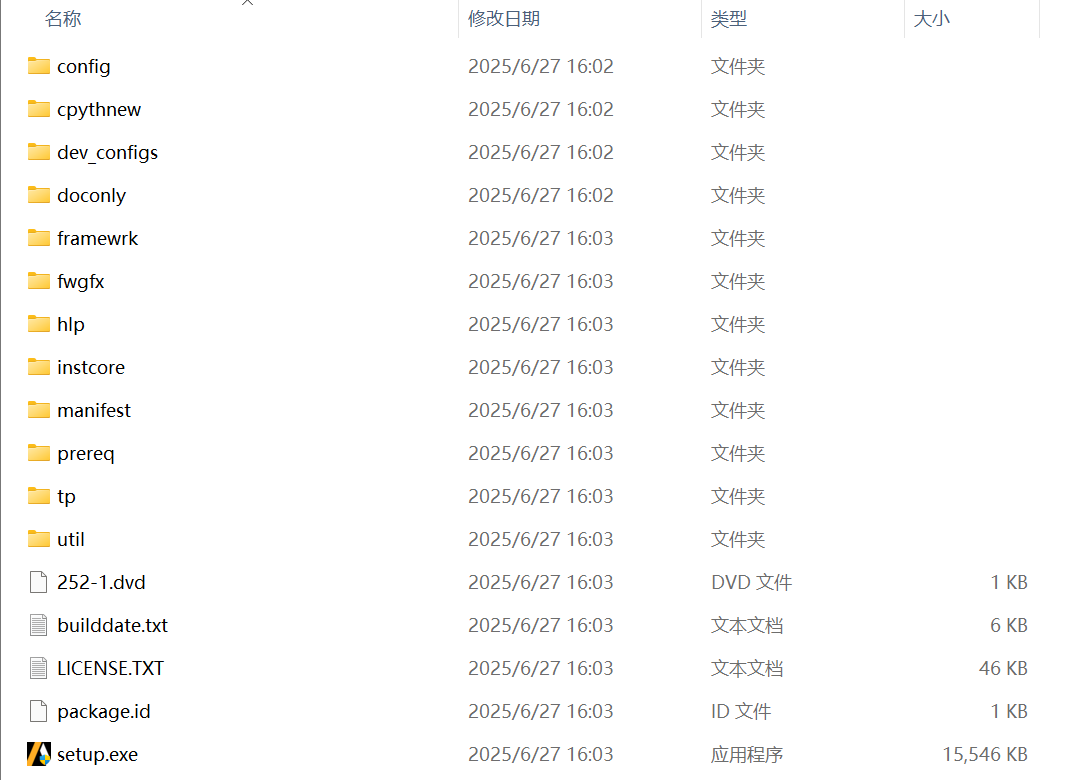 名称 修改日期 类型 大小
config 2025/6/27 16:02 文件夹
cpythnew 2025/6/27 16:02 文件夹
dev_configs 2025/6/27 16:02 文件夹
doconly 2025/6/27 16:02 文件夹
framewrk 2025/6/27 16:03 文件夹
fwgfx 2025/6/27 16:03 文件夹
hlp 2025/6/27 16:03 文件夹
instcore 2025/6/27 16:03 文件夹
manifest 2025/6/27 16:03 文件夹
prereq 2025/6/27 16:03 文件夹
tp 2025/6/27 16:03 文件夹
util 2025/6/27 16:03 文件夹
252-1.dvd 2025/6/27 16:03 DVD 文件 1 KB
builddate.txt 2025/6/27 16:03 文本文档 6 KB
LICENSE.TXT 2025/6/27 16:03 文本文档 46 KB
package.id 2025/6/27 16:03 ID 文件 1 KB
setup.exe 2025/6/27 16:03 应用程序 15,546 KB